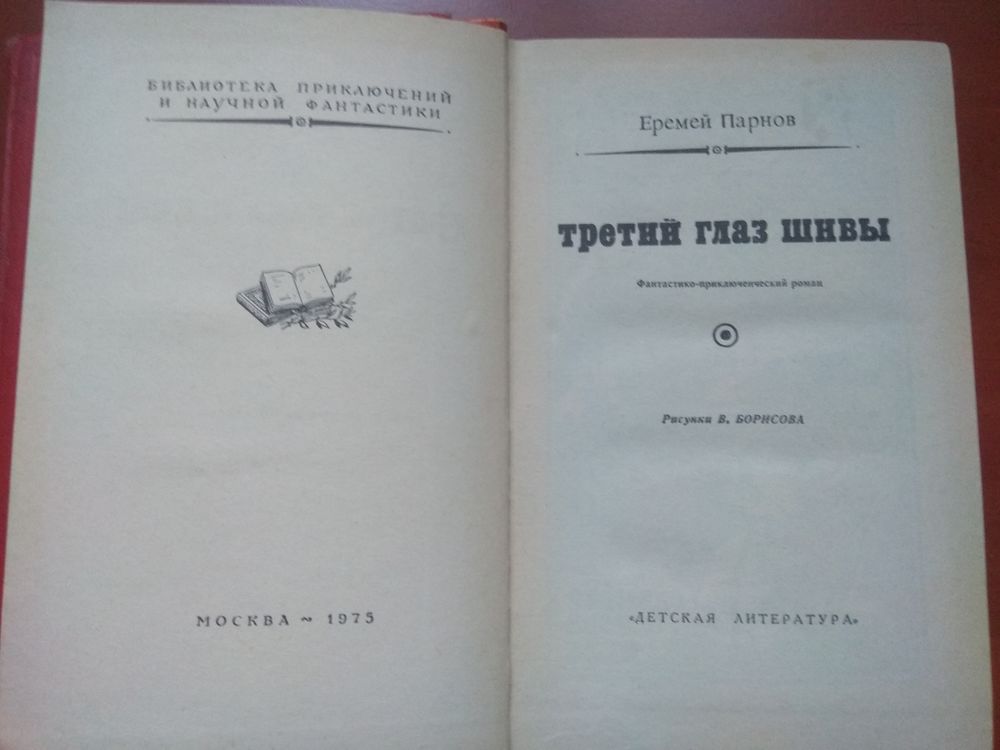 БИБЛИОТЕКА ПРИКЛЮЧЕНИЙ
И НАУЧНОЙ ФАНТАСТИКИ
МОСКВА ~ 1975
Еремей Парнов
третий глаз шивы
Фантастико-приключенческий роман
Рисунки В. БОРИСОВА
«ДЕТСКАЯ ЛИТЕРАТУРА»